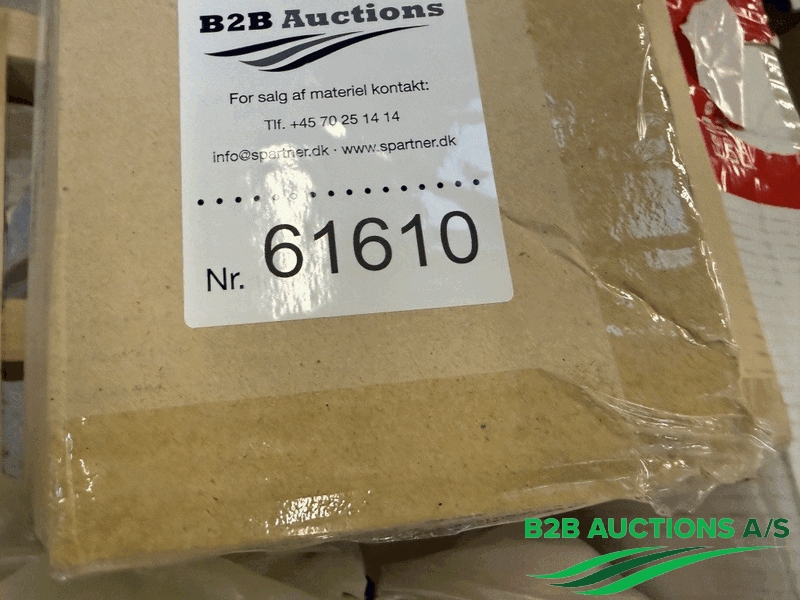 B2B Auctions
For salg af materiel kontakt:
Tlf. +45 70 25 14 14
info@spartner.dk · www.spartner.dk
Nr. 61610
B2B AUCTIONS A/S